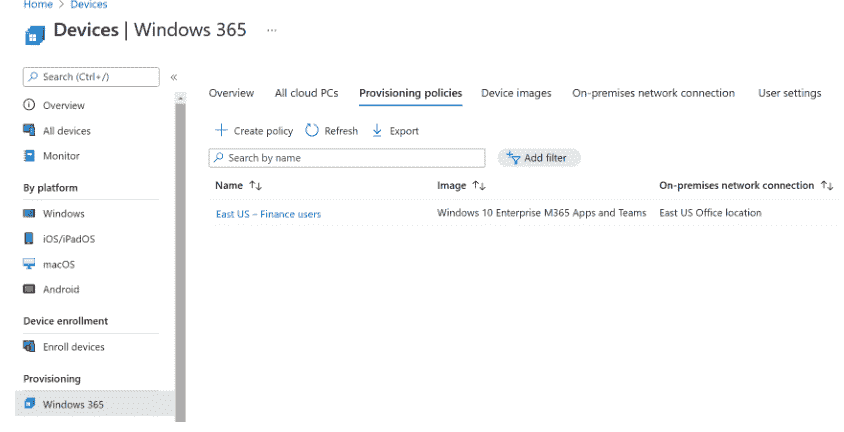 Home > Devices
Devices | Windows 365 ...
Search (Ctrl+/) «
Overview
All devices
Monitor
By platform
Windows
iOS/iPadOS
macOS
Android
Device enrollment
Enroll devices
Provisioning
Windows 365
Overview All cloud PCs Provisioning policies Device images On-premises network connection User settings
+ Create policy Refresh Export
Search by name Add filter
Name ↑↓ Image ↑↓ On-premises network connection ↑↓
East US – Finance users Windows 10 Enterprise M365 Apps and Teams East US Office location